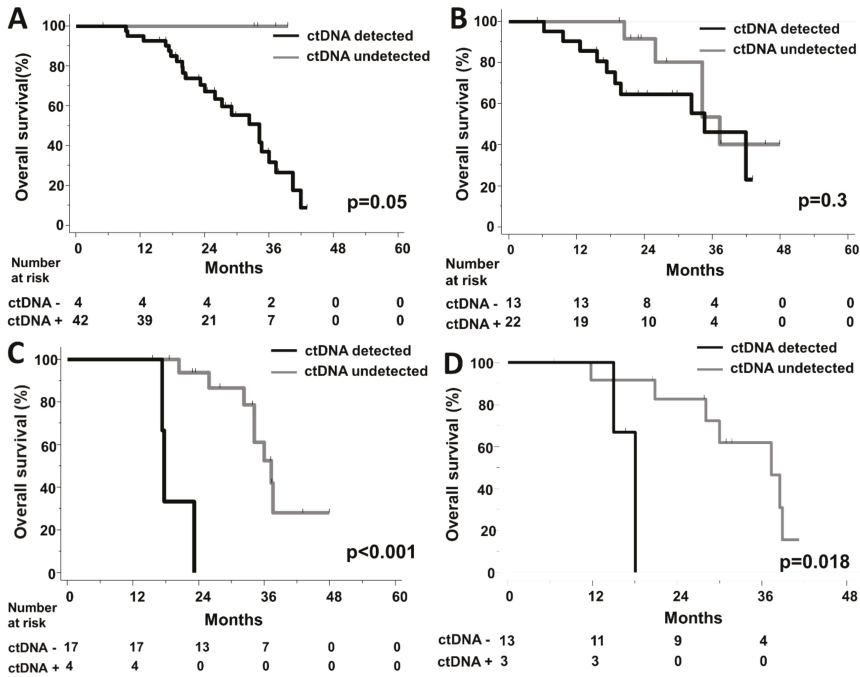 A
Overall survival(%)
100
80
60
40
20
0
ctDNA detected
ctDNA undetected
p=0.05
0 12 24 36 48 60
Months
Number
at risk
ctDNA - 4 4 4 2 0 0
ctDNA + 42 39 21 7 0 0
B
Overall survival (%)
100
80
60
40
20
0
ctDNA detected
ctDNA undetected
p=0.3
0 12 24 36 48 60
Months
Number
at risk
ctDNA - 13 13 8 4 0 0
ctDNA + 22 19 10 4 0 0
C
Overall survival (%)
100
80
60
40
20
0
ctDNA detected
ctDNA undetected
p<0.001
0 12 24 36 48 60
Months
Number
at risk
ctDNA - 17 17 13 7 0 0
ctDNA + 4 4 0 0 0 0
D
Overall survival (%)
100
80
60
40
20
0
ctDNA detected
ctDNA undetected
p=0.018
0 12 24 36 48
Months
ctDNA - 13 11 9 4
ctDNA + 3 3 0 0